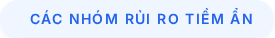 CÁC NHÓM RỦI RO TIỀM ẨN